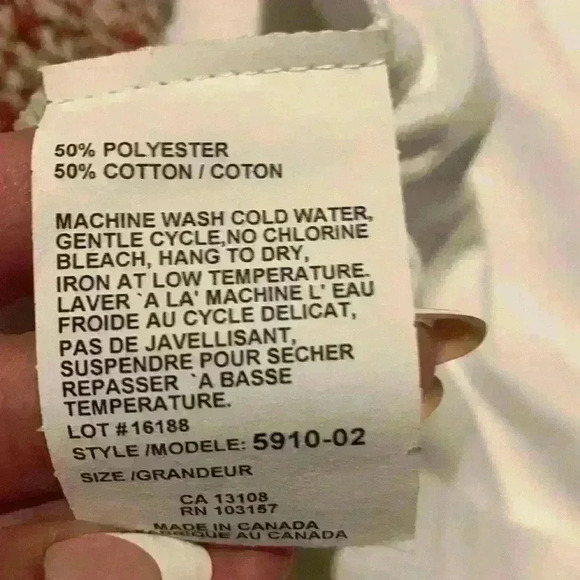 50% POLYESTER
50% COTTON / COTON
MACHINE WASH COLD WATER,
GENTLE CYCLE,NO CHLORINE
BLEACH, HANG TO DRY,
IRON AT LOW TEMPERATURE.
LAVER `A LA' MACHINE L' EAU
FROIDE AU CYCLE DELICAT,
PAS DE JAVELLISANT,
SUSPENDRE POUR SECHER
REPASSER `A BASSE
TEMPERATURE.
LOT #16188
STYLE /MODELE: 5910-02
SIZE /GRANDEUR
CA 13108
RN 103157
MADE IN CANADA
FABRIQUE AU CANADA